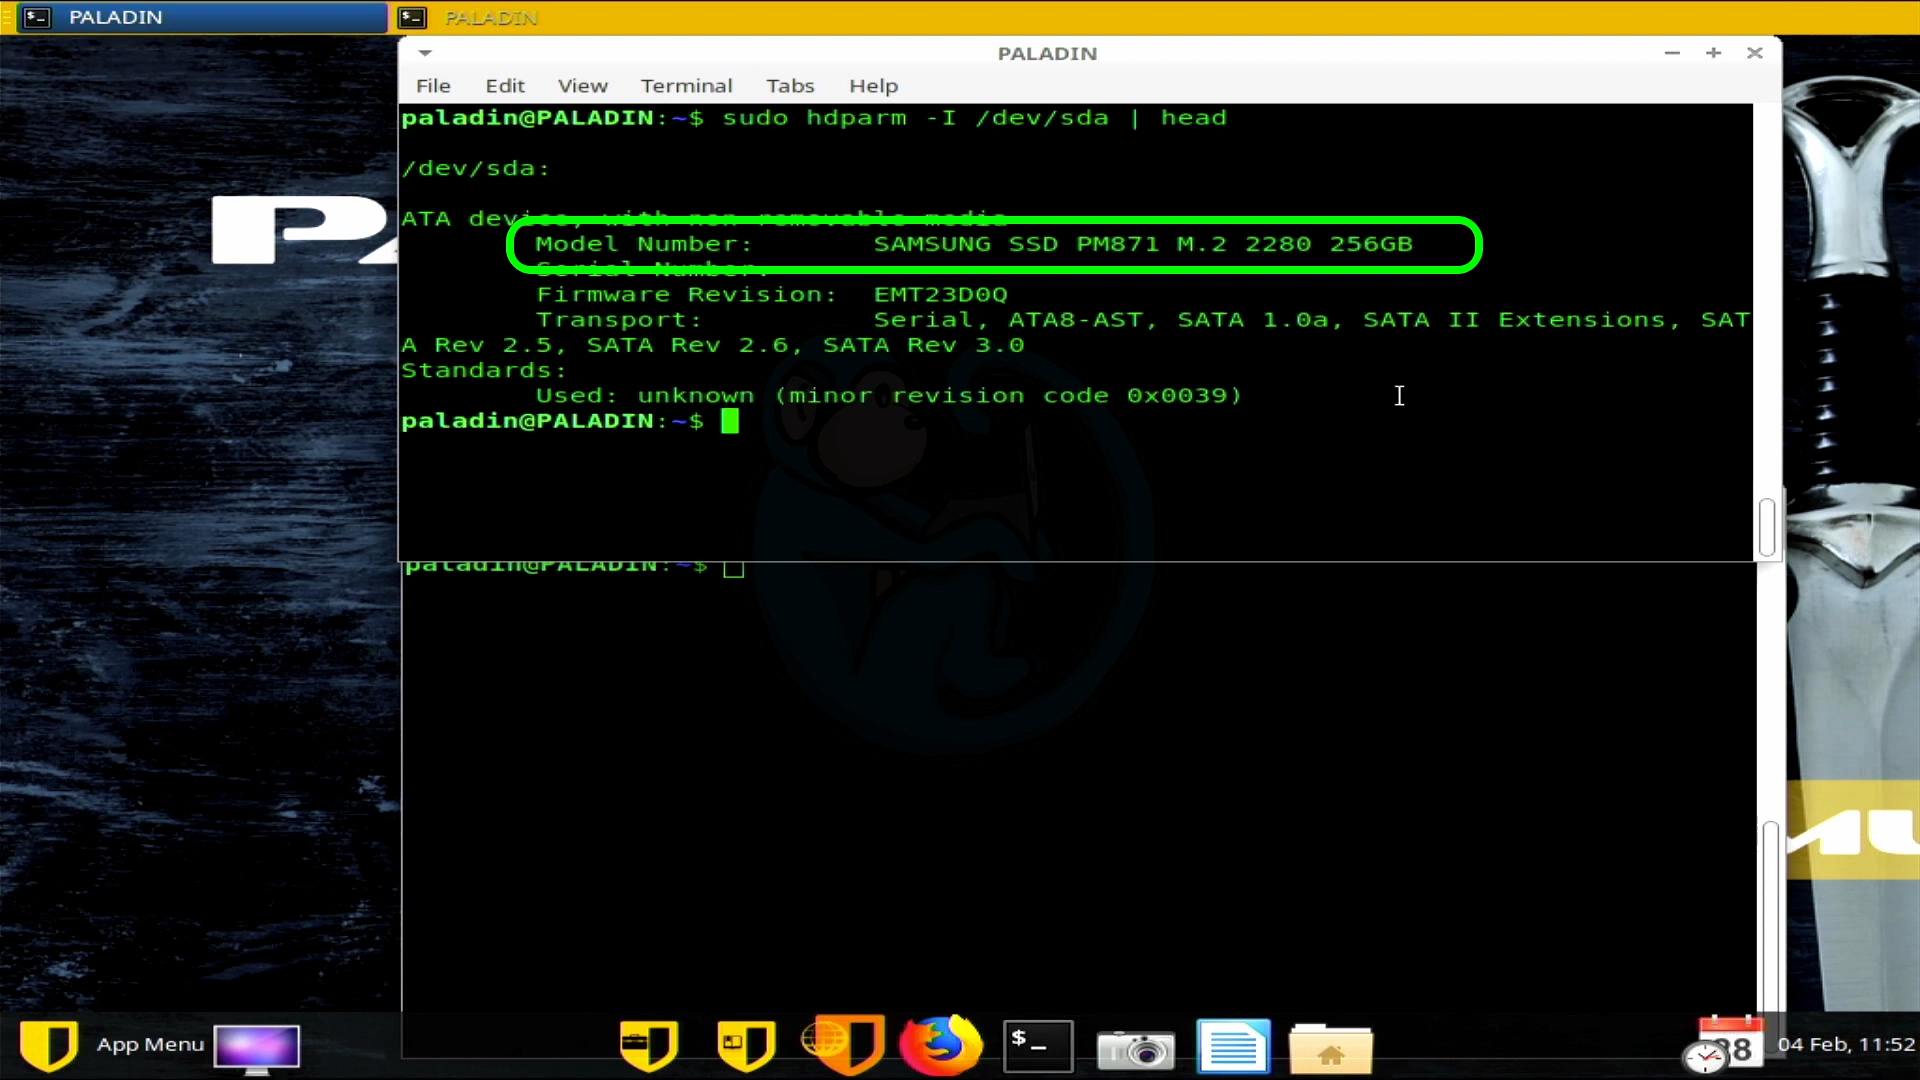 PALADIN
PALADIN
PALADIN
File Edit View Terminal Tabs Help
paladin@PALADIN:~$ sudo hdparm -I /dev/sda | head
/dev/sda:
ATA device, with non-removable media
Model Number: SAMSUNG SSD PM871 M.2 2280 256GB
Serial Number:
Firmware Revision: EMT23D0Q
Transport: Serial, ATA8-AST, SATA 1.0a, SATA II Extensions, SAT
A Rev 2.5, SATA Rev 2.6, SATA Rev 3.0
Standards:
Used: unknown (minor revision code 0x0039)
paladin@PALADIN:~$
paladin@PALADIN:~$
App Menu
$_
04 Feb, 11:52